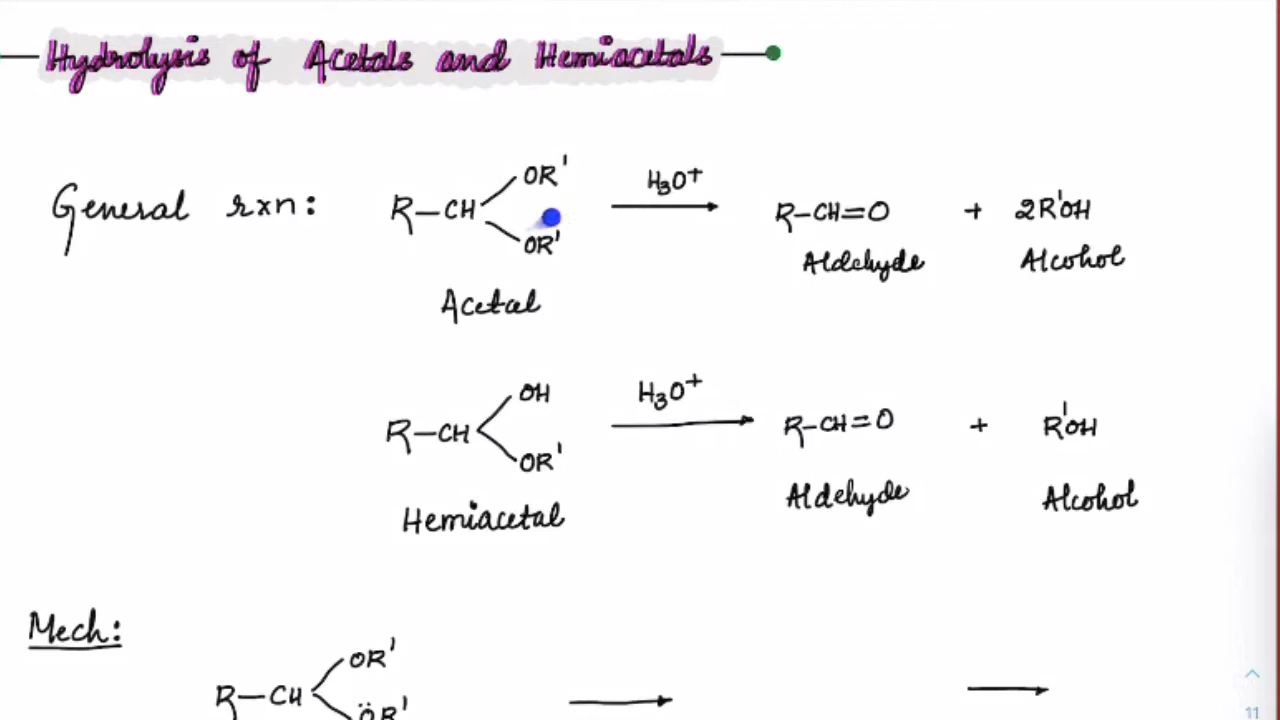 Hydrolysis of Acetals and Hemiacetals
OR'
General rxn: R-CH H3O+ R-CH=O + 2R'OH
OR'
Aldehyde Alcohol
Acetal
OH
R-CH H3O+ R-CH=O + R'OH
OR'
Aldehyde Alcohol
Hemiacetal
Mech:
OR'
R-CH
ÖR'
11